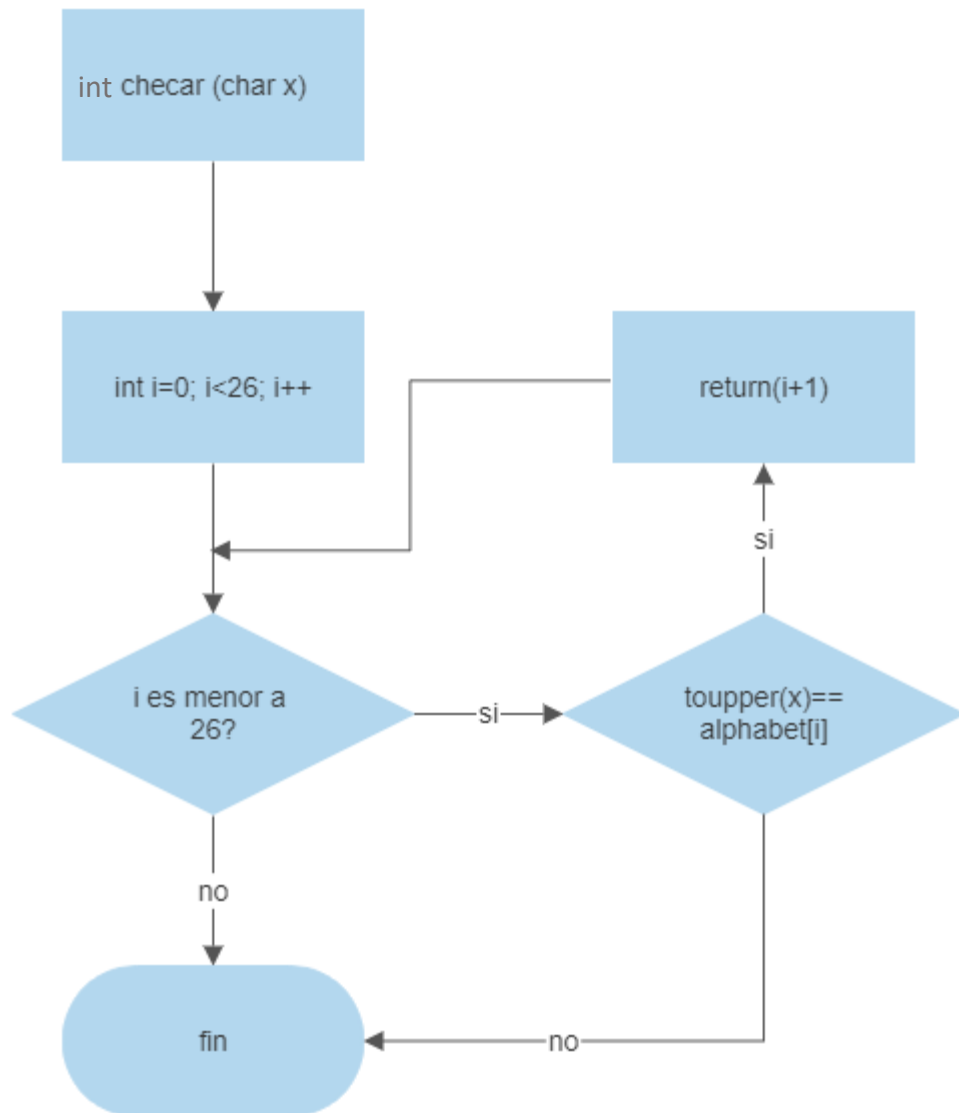 int checar (char x)
int i=0; i<26; i++
return(i+1)
si
i es menor a
26?
si
toupper(x)==
alphabet[i]
no
fin
no